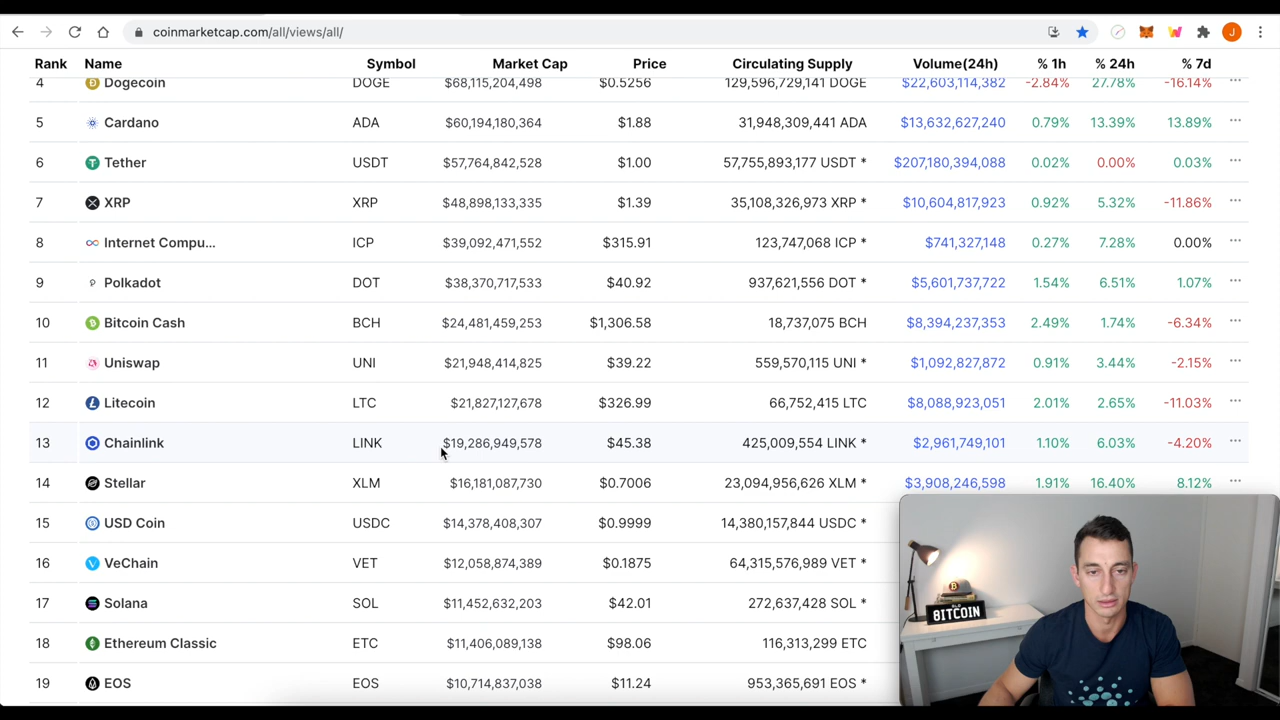 coinmarketcap.com/all/views/all/
J
Rank Name Symbol Market Cap Price Circulating Supply Volume(24h) % 1h % 24h % 7d
4 Dogecoin DOGE $68,115,204,498 $0.5256 129,596,729,141 DOGE $22,603,114,382 -2.84% 27.78% -16.14%
5 Cardano ADA $60,194,180,364 $1.88 31,948,309,441 ADA $13,632,627,240 0.79% 13.39% 13.89%
6 Tether USDT $57,764,842,528 $1.00 57,755,893,177 USDT * $207,180,394,088 0.02% 0.00% 0.03%
7 XRP XRP $48,898,133,335 $1.39 35,108,326,973 XRP * $10,604,817,923 0.92% 5.32% -11.86%
8 Internet Compu... ICP $39,092,471,552 $315.91 123,747,068 ICP * $741,327,148 0.27% 7.28% 0.00%
9 Polkadot DOT $38,370,717,533 $40.92 937,621,556 DOT * $5,601,737,722 1.54% 6.51% 1.07%
10 Bitcoin Cash BCH $24,481,459,253 $1,306.58 18,737,075 BCH $8,394,237,353 2.49% 1.74% -6.34%
11 Uniswap UNI $21,948,414,825 $39.22 559,570,115 UNI * $1,092,827,872 0.91% 3.44% -2.15%
12 Litecoin LTC $21,827,127,678 $326.99 66,752,415 LTC $8,088,923,051 2.01% 2.65% -11.03%
13 Chainlink LINK $19,286,949,578 $45.38 425,009,554 LINK * $2,961,749,101 1.10% 6.03% -4.20%
14 Stellar XLM $16,181,087,730 $0.7006 23,094,956,626 XLM * $3,908,246,598 1.91% 16.40% 8.12%
15 USD Coin USDC $14,378,408,307 $0.9999 14,380,157,844 USDC *
16 VeChain VET $12,058,874,389 $0.1875 64,315,576,989 VET *
17 Solana SOL $11,452,632,203 $42.01 272,637,428 SOL *
18 Ethereum Classic ETC $11,406,089,138 $98.06 116,313,299 ETC
19 EOS EOS $10,714,837,038 $11.24 953,365,691 EOS *
BITCOIN